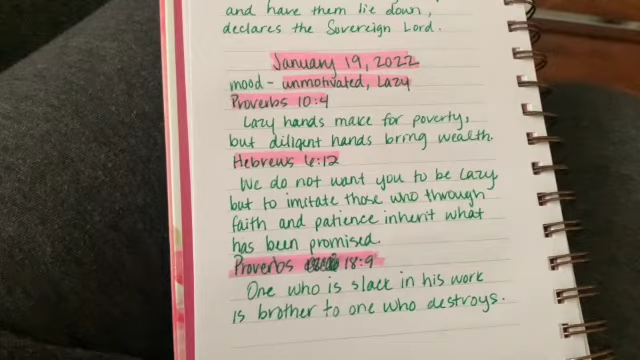 and have them lie down,
declares the Sovereign Lord.
January 19, 2022
mood - unmotivated, Lazy
Proverbs 10:4
Lazy hands make for poverty,
but diligent hands bring wealth.
Hebrews 6:12
We do not want you to be lazy
but to imitate those who through
faith and patience inherit what
has been promised.
Proverbs 18:9
One who is slack in his work
is brother to one who destroys.